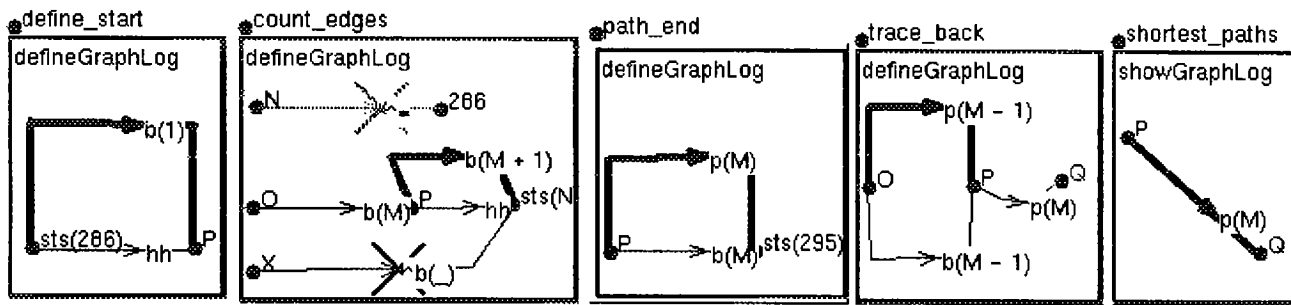 define_start
defineGraphLog
b(1)
sts(286)
hh
P
count_edges
defineGraphLog
N
286
b(M + 1)
O
b(M)
P
hh
sts(N
X
b(_)
path_end
defineGraphLog
p(M)
P
b(M)
sts(295)
trace_back
defineGraphLog
p(M - 1)
O
P
Q
p(M)
b(M - 1)
shortest_paths
showGraphLog
P
p(M)
Q